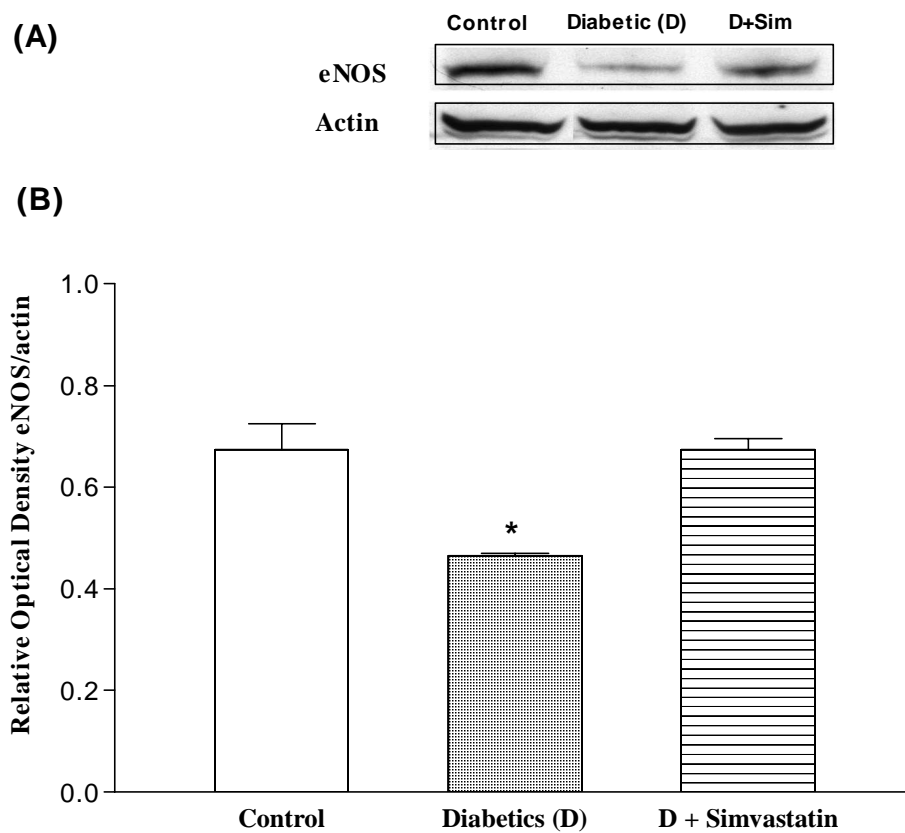 (A)
Control Diabetic (D) D+Sim
eNOS
Actin
(B)
Relative Optical Density eNOS/actin
1.0
0.8
0.6
0.4
0.2
0.0
*
Control Diabetics (D) D + Simvastatin